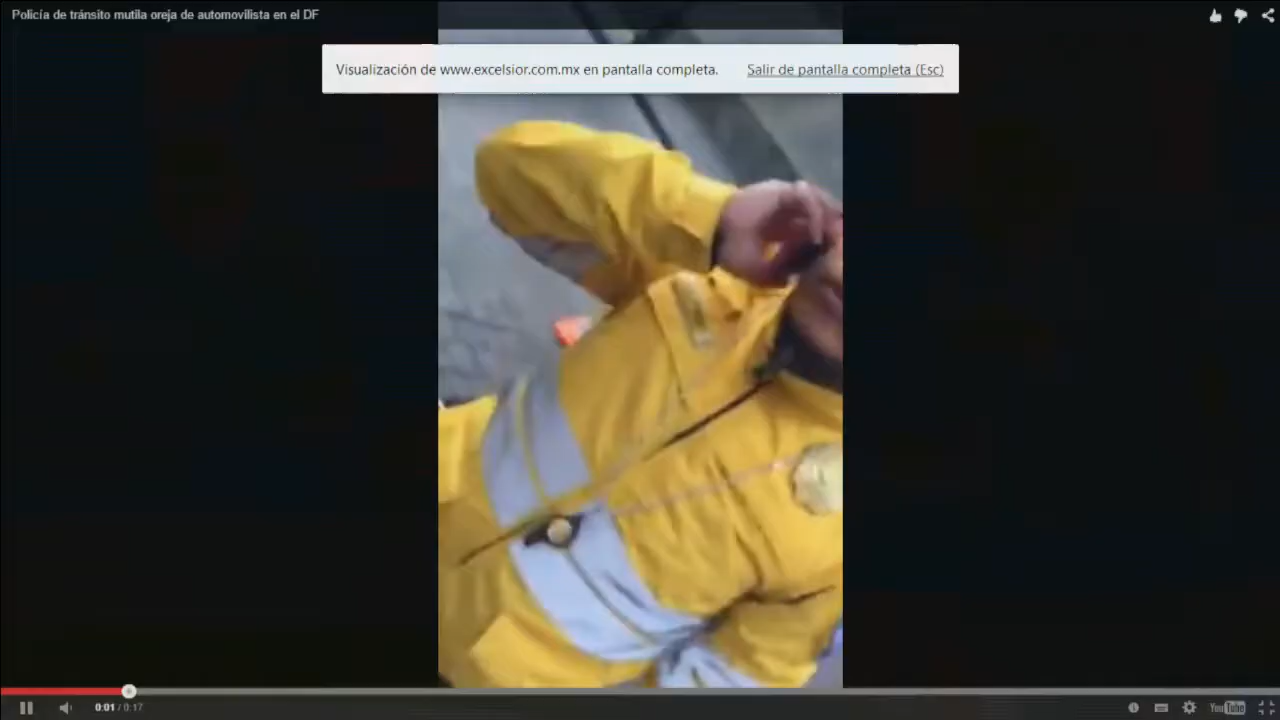 Policía de tránsito mutila oreja de automovilista en el DF
Visualización de www.excelsior.com.mx en pantalla completa. Salir de pantalla completa (Esc)
0:01 / 0:17
YouTube